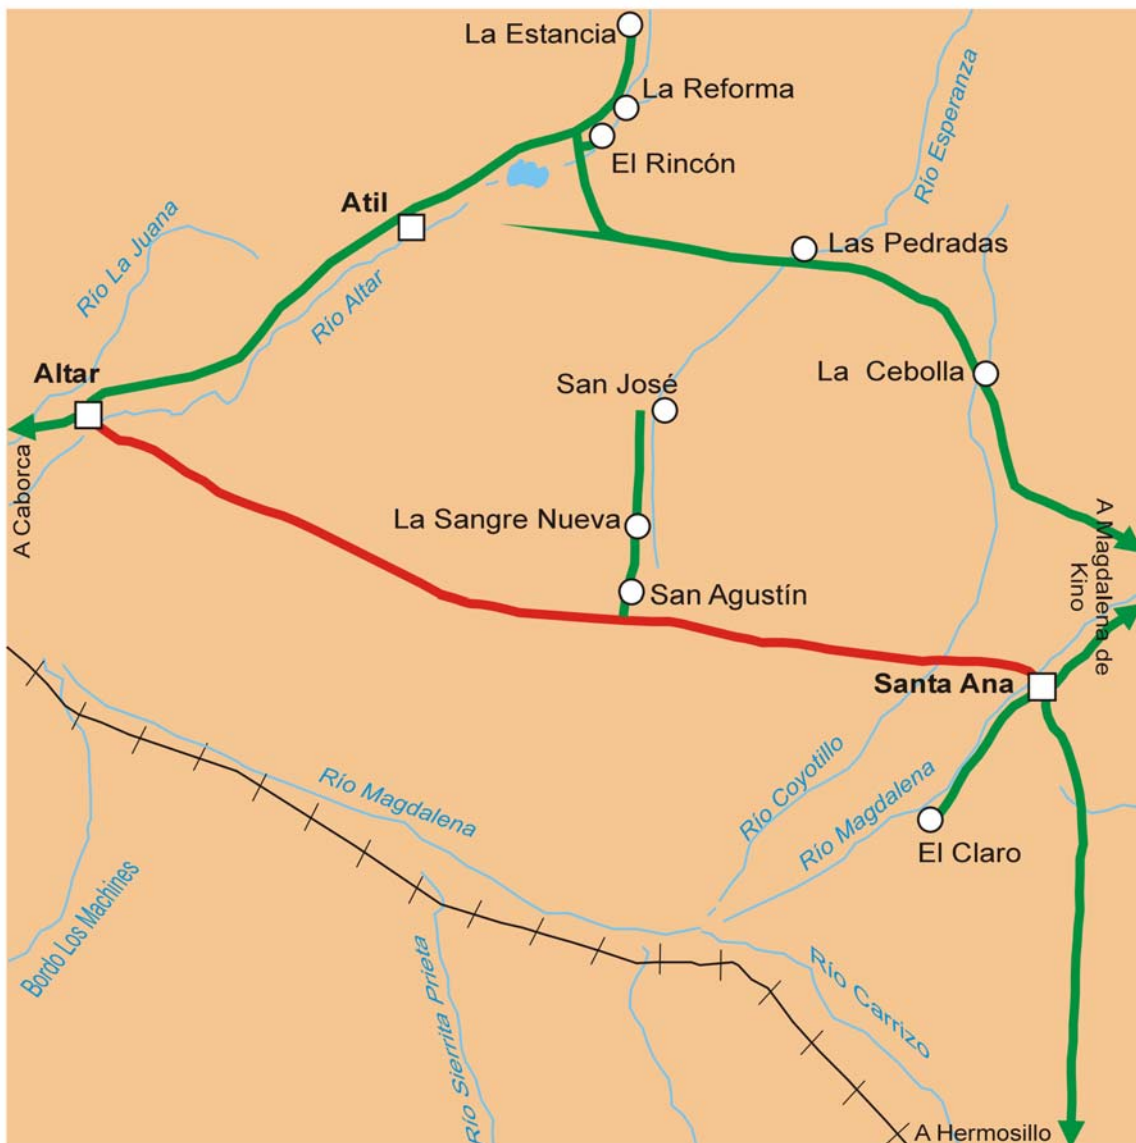 La Estancia
La Reforma
Río Esperanza
El Rincón
Atil
Río La Juana
Las Pedradas
Río Altar
Altar
San José
La Cebolla
A Caborca
La Sangre Nueva
A Magdalena de
Kino
San Agustín
Santa Ana
Río Magdalena
Río Coyotillo
Río Magdalena
El Claro
Bordo Los Machines
Río Sierrita Prieta
Río Carrizo
A Hermosillo